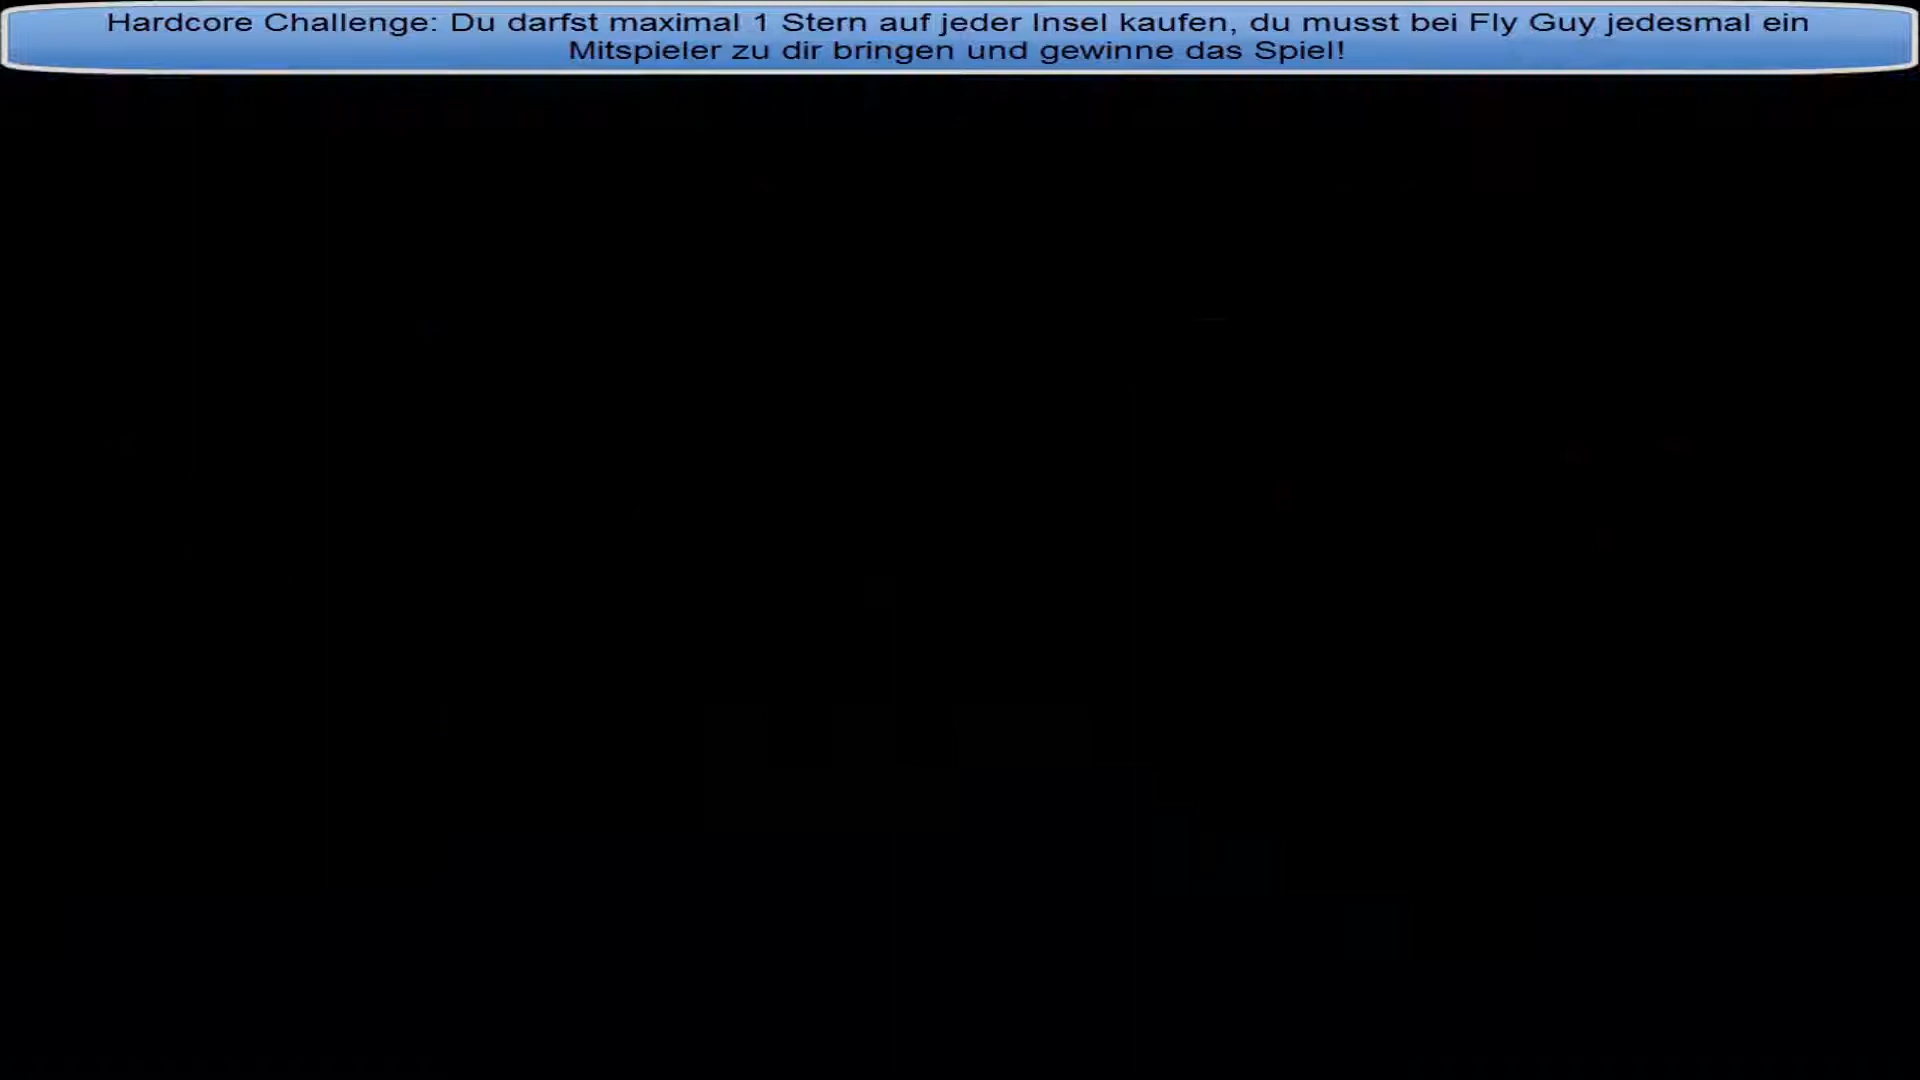 Hardcore Challenge: Du darfst maximal 1 Stern auf jeder Insel kaufen, du musst bei Fly Guy jedesmal ein
Mitspieler zu dir bringen und gewinne das Spiel!